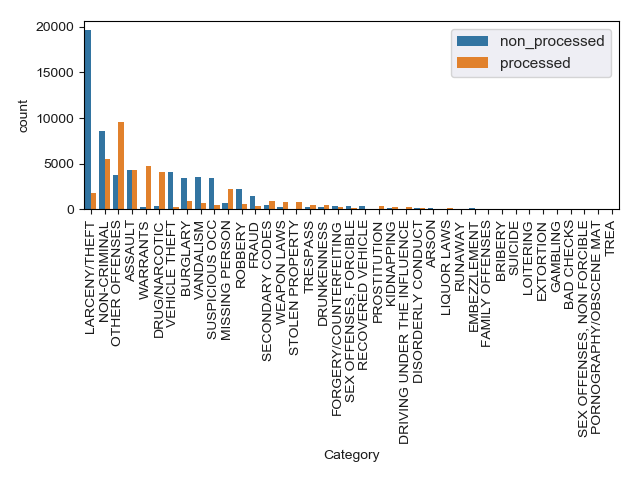 20000
15000
10000
5000
0
count
non_processed
processed
LARCENY/THEFT
NON-CRIMINAL
OTHER OFFENSES
ASSAULT
WARRANTS
DRUG/NARCOTIC
VEHICLE THEFT
BURGLARY
VANDALISM
SUSPICIOUS OCC
MISSING PERSON
ROBBERY
FRAUD
SECONDARY CODES
WEAPON LAWS
STOLEN PROPERTY
TRESPASS
DRUNKENNESS
FORGERY/COUNTERFEITING
SEX OFFENSES, FORCIBLE
RECOVERED VEHICLE
PROSTITUTION
KIDNAPPING
DRIVING UNDER THE INFLUENCE
DISORDERLY CONDUCT
ARSON
LIQUOR LAWS
RUNAWAY
EMBEZZLEMENT
FAMILY OFFENSES
BRIBERY
SUICIDE
LOITERING
EXTORTION
GAMBLING
BAD CHECKS
SEX OFFENSES, NON FORCIBLE
PORNOGRAPHY/OBSCENE MAT
TREA
Category